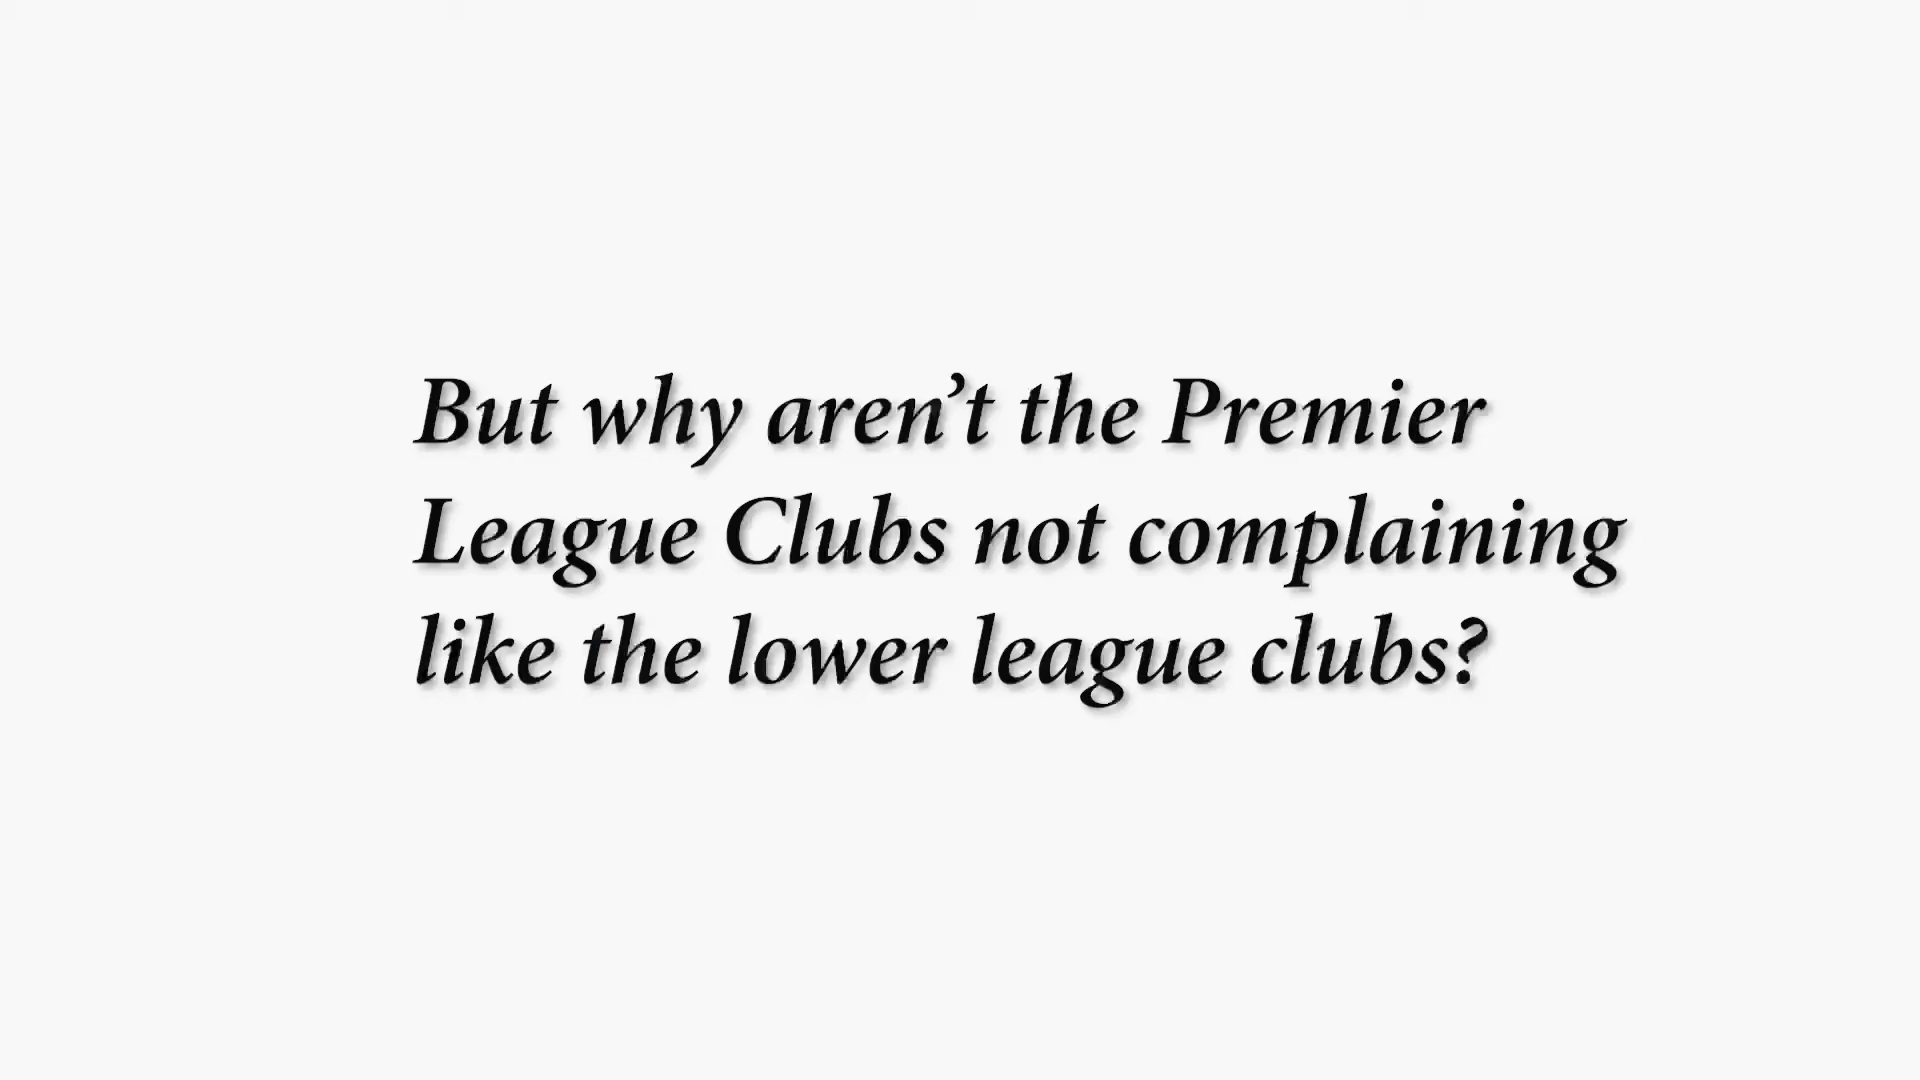 But why aren’t the Premier
League Clubs not complaining
like the lower league clubs?